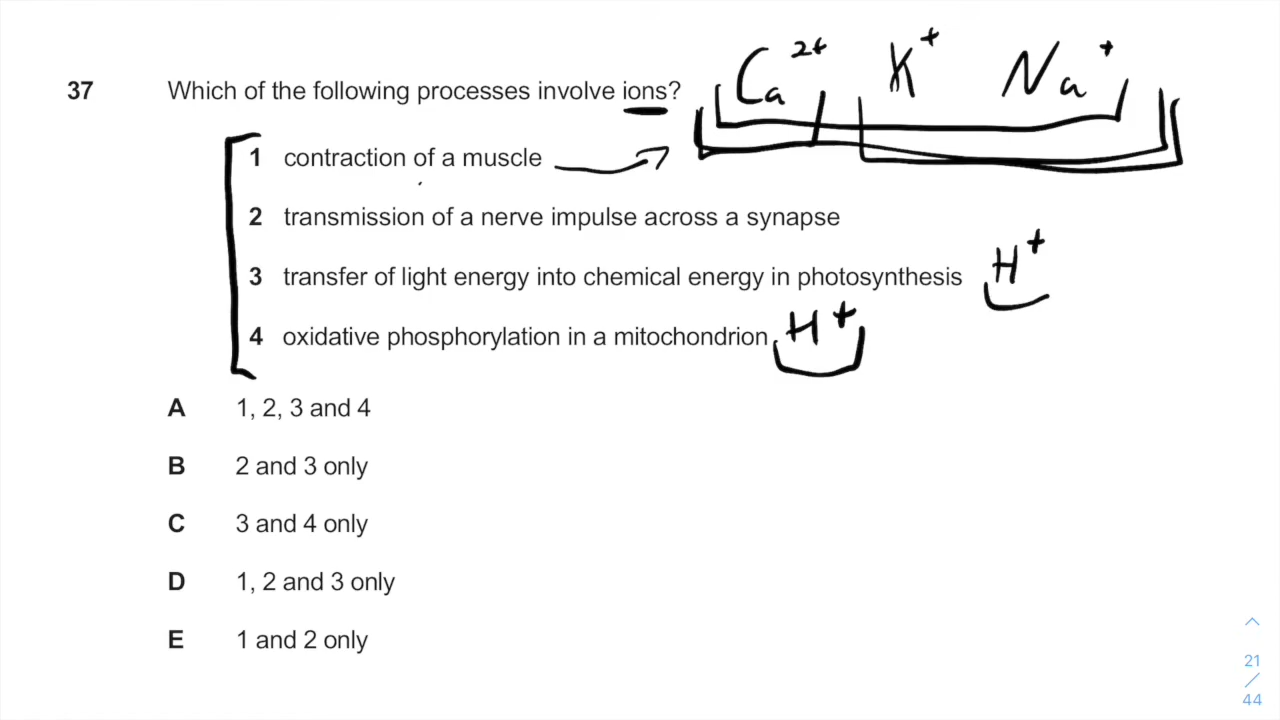 Ca 2+ K+ Na+
37 Which of the following processes involve ions?
1 contraction of a muscle
2 transmission of a nerve impulse across a synapse
3 transfer of light energy into chemical energy in photosynthesis H+
4 oxidative phosphorylation in a mitochondrion H+
A 1, 2, 3 and 4
B 2 and 3 only
C 3 and 4 only
D 1, 2 and 3 only
E 1 and 2 only
21
/
44